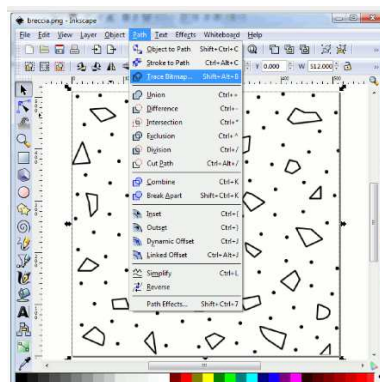 breccia.png - Inkscape
File Edit View Layer Object Path Text Effects Whiteboard Help
Object to Path Shift+Ctrl+C
Stroke to Path Ctrl+Alt+C
Trace Bitmap... Shift+Alt+B
Y 0.000 W 512.000
Union Ctrl++
Difference Ctrl+-
Intersection Ctrl+*
Exclusion Ctrl+^
Division Ctrl+/
Cut Path Ctrl+Alt+/
Combine Ctrl+K
Break Apart Shift+Ctrl+K
Inset Ctrl+(
Outset Ctrl+)
Dynamic Offset Ctrl+J
Linked Offset Ctrl+Alt+J
Simplify Ctrl+L
Reverse
Path Effects... Shift+Ctrl+7